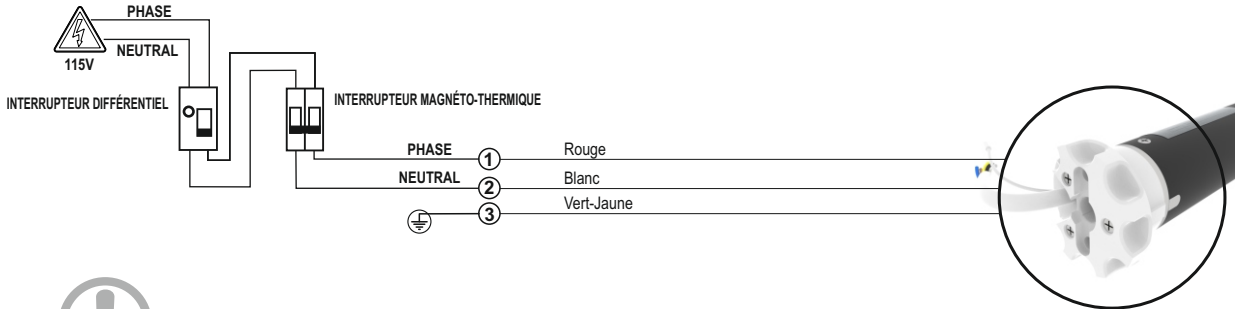 PHASE
NEUTRAL
115V
INTERRUPTEUR DIFFÉRENTIEL
INTERRUPTEUR MAGNÉTO-THERMIQUE
PHASE 1 Rouge
NEUTRAL 2 Blanc
3 Vert-Jaune